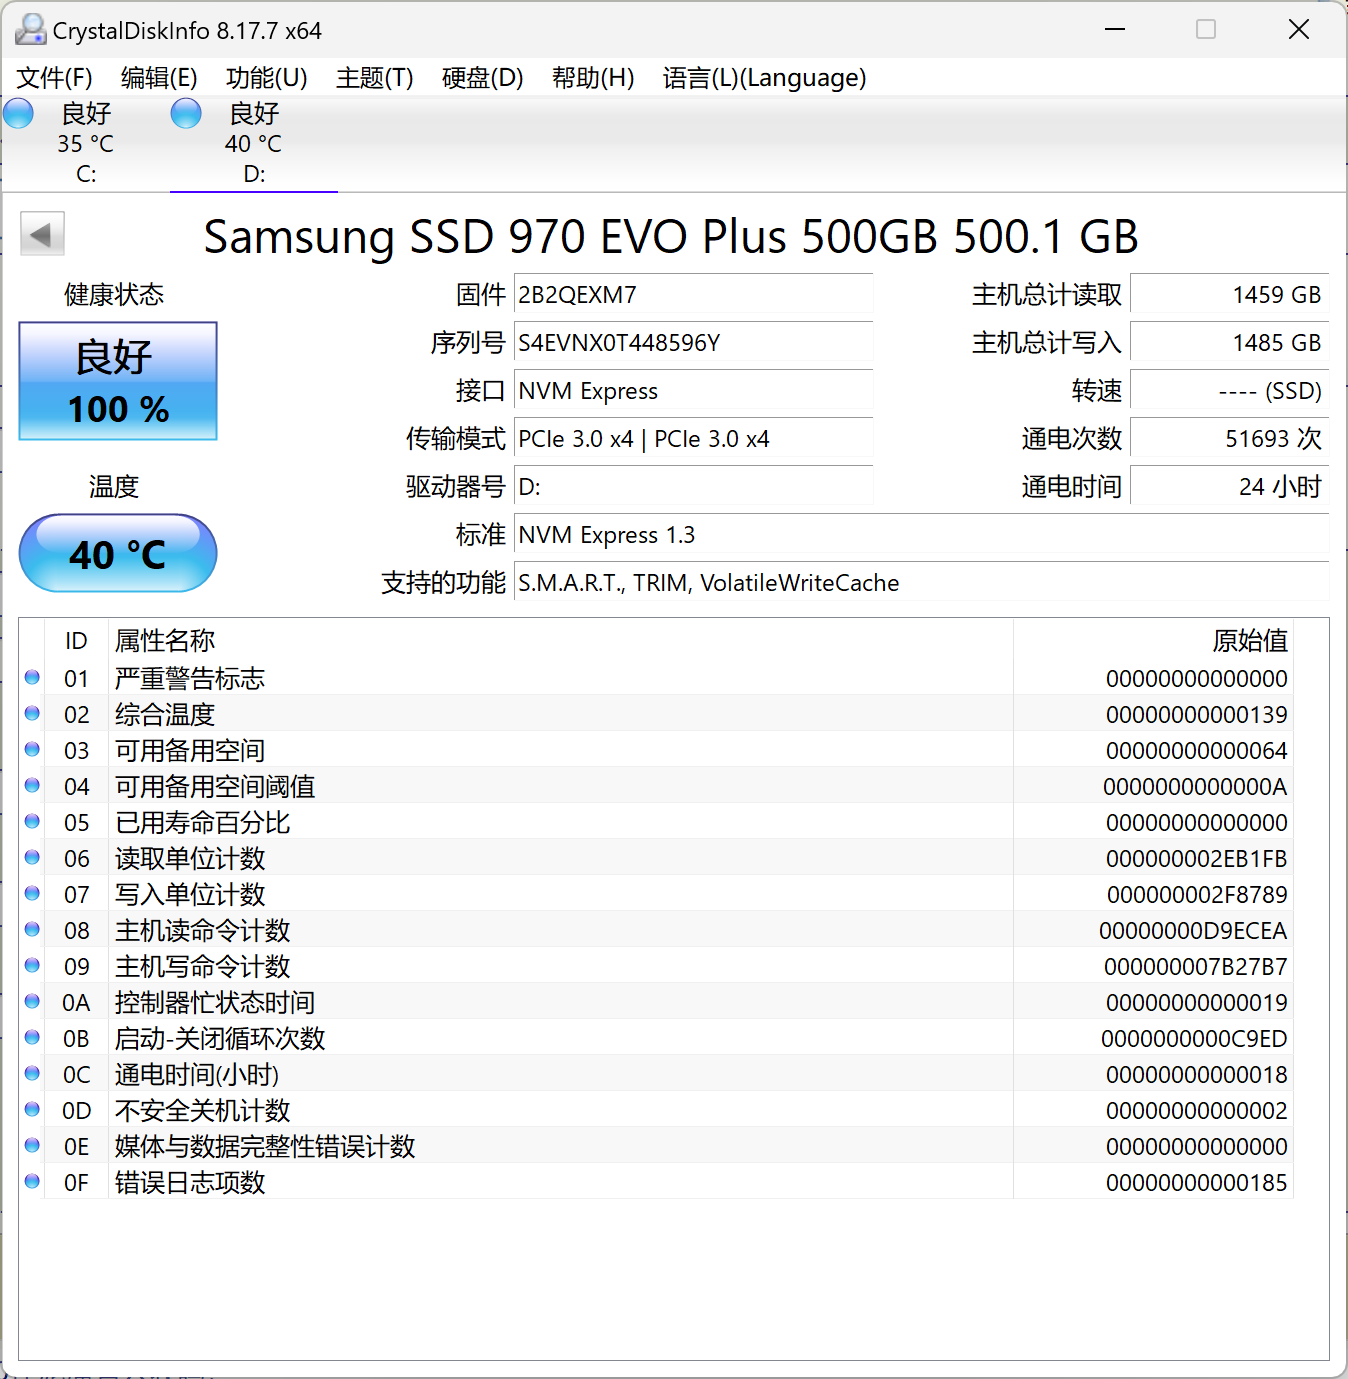 CrystalDiskInfo 8.17.7 x64
文件(F) 编辑(E) 功能(U) 主题(T) 硬盘(D) 帮助(H) 语言(L)(Language)
良好 良好
35 °C 40 °C
C: D:
Samsung SSD 970 EVO Plus 500GB 500.1 GB
健康状态
良好
100 %
温度
40 °C
固件 2B2QEXM7
序列号 S4EVNX0T448596Y
接口 NVM Express
传输模式 PCIe 3.0 x4 | PCIe 3.0 x4
驱动器号 D:
标准 NVM Express 1.3
支持的功能 S.M.A.R.T., TRIM, VolatileWriteCache
主机总计读取 1459 GB
主机总计写入 1485 GB
转速 ---- (SSD)
通电次数 51693 次
通电时间 24 小时
ID 属性名称 原始值
01 严重警告标志 00000000000000
02 综合温度 00000000000139
03 可用备用空间 00000000000064
04 可用备用空间阈值 0000000000000A
05 已用寿命百分比 00000000000000
06 读取单位计数 000000002EB1FB
07 写入单位计数 000000002F8789
08 主机读命令计数 00000000D9ECEA
09 主机写命令计数 000000007B27B7
0A 控制器忙状态时间 00000000000019
0B 启动-关闭循环次数 0000000000C9ED
0C 通电时间(小时) 00000000000018
0D 不安全关机计数 00000000000002
0E 媒体与数据完整性错误计数 00000000000000
0F 错误日志项数 00000000000185